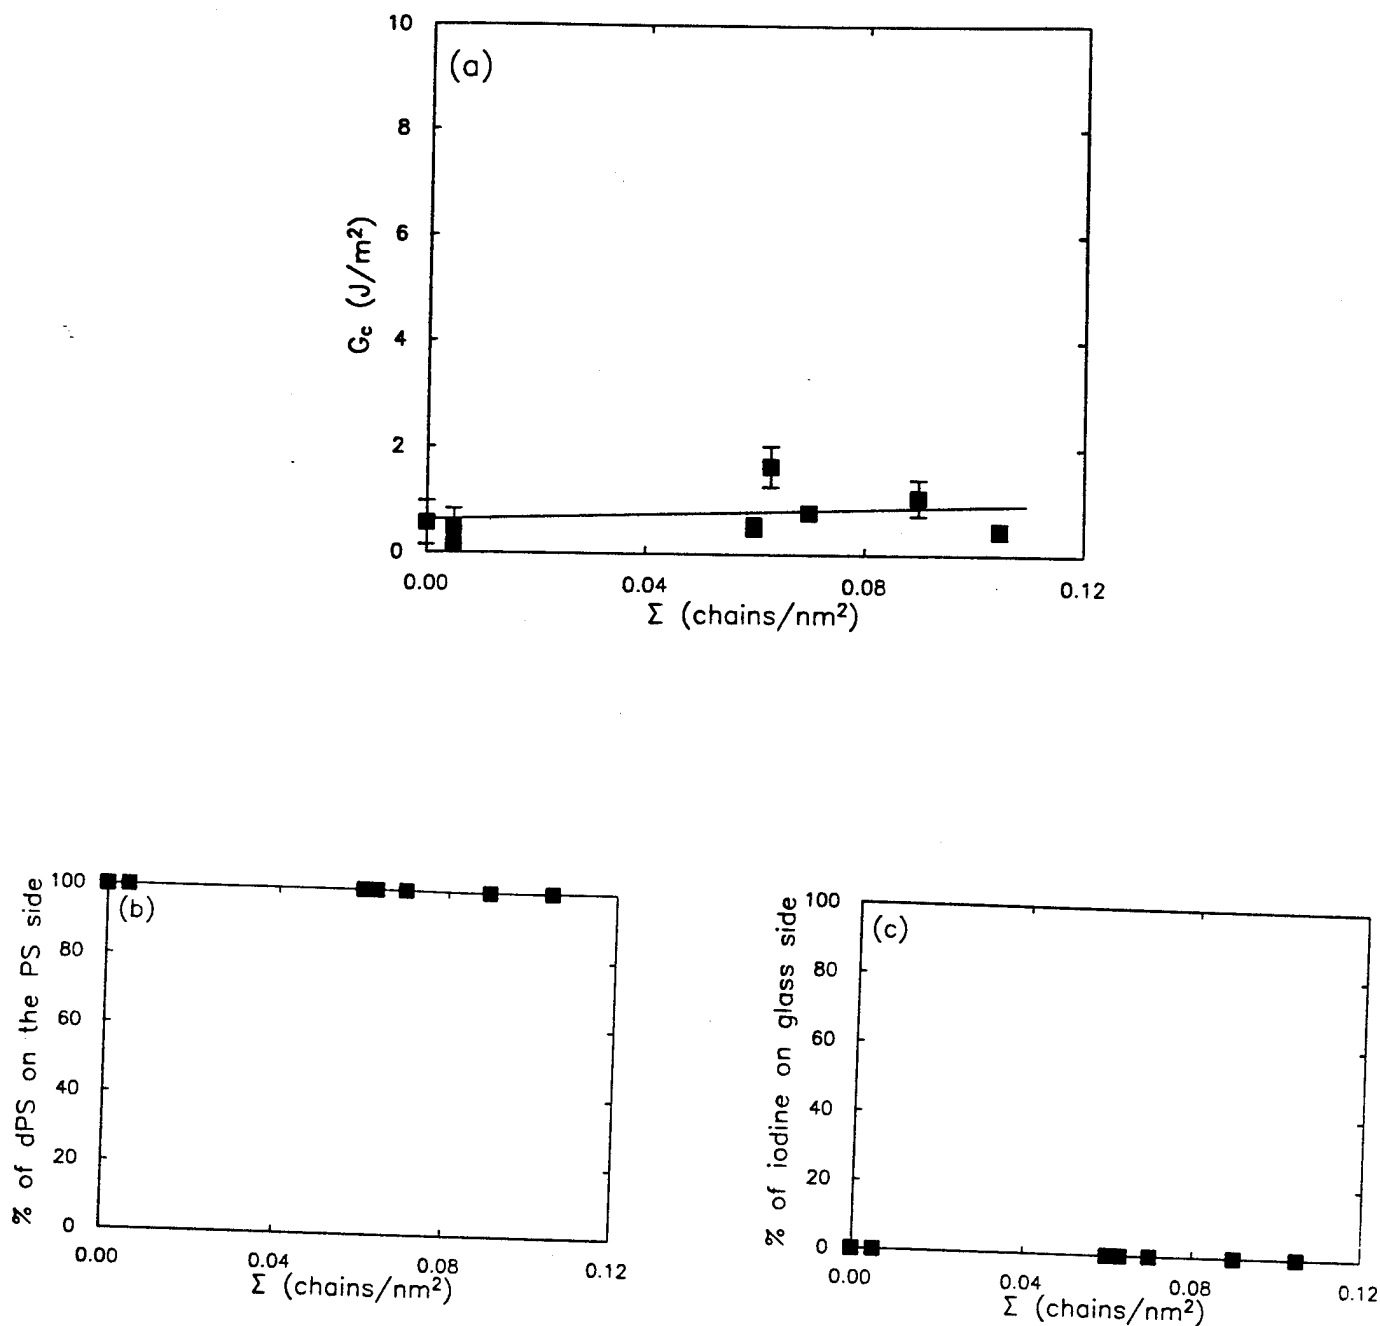 10
(a)
8
6
4
2
0
G_c (J/m²)
0.00 0.04 0.08 0.12
Σ (chains/nm²)
100
(b)
80
60
40
20
0
% of dPS on the PS side
0.00 0.04 0.08 0.12
Σ (chains/nm²)
100
(c)
80
60
40
20
0
% of iodine on glass side
0.00 0.04 0.08 0.12
Σ (chains/nm²)